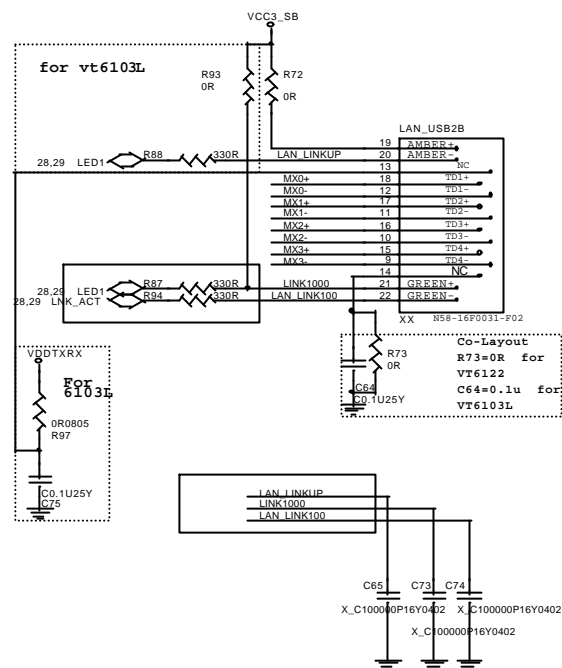 VCC3_SB
for vt6103L
R93
0R
R72
0R
LAN_USB2B
19 AMBER+
28,29 LED1 R88 330R LAN_LINKUP 20 AMBER-
13 NC
MX0+ 18 TD1+
MX0- 12 TD1-
MX1+ 17 TD2+
MX1- 11 TD2-
MX2+ 16 TD3+
MX2- 10 TD3-
MX3+ 15 TD4+
MX3- 9 TD4-
14 NC
28,29 LED1 R87 330R LINK1000 21 GREEN+
28,29 LNK_ACT R94 330R LAN_LINK100 22 GREEN-
XX N58-16F0031-F02
VDDTXRX
For
6103L
0R0805
R97
C0.1U25Y
C75
R73
0R
C64
C0.1U25Y
Co-Layout
R73=0R for
VT6122
C64=0.1u for
VT6103L
LAN_LINKUP
LINK1000
LAN_LINK100
C65 C73 C74
X_C100000P16Y0402 X_C100000P16Y0402
X_C100000P16Y0402